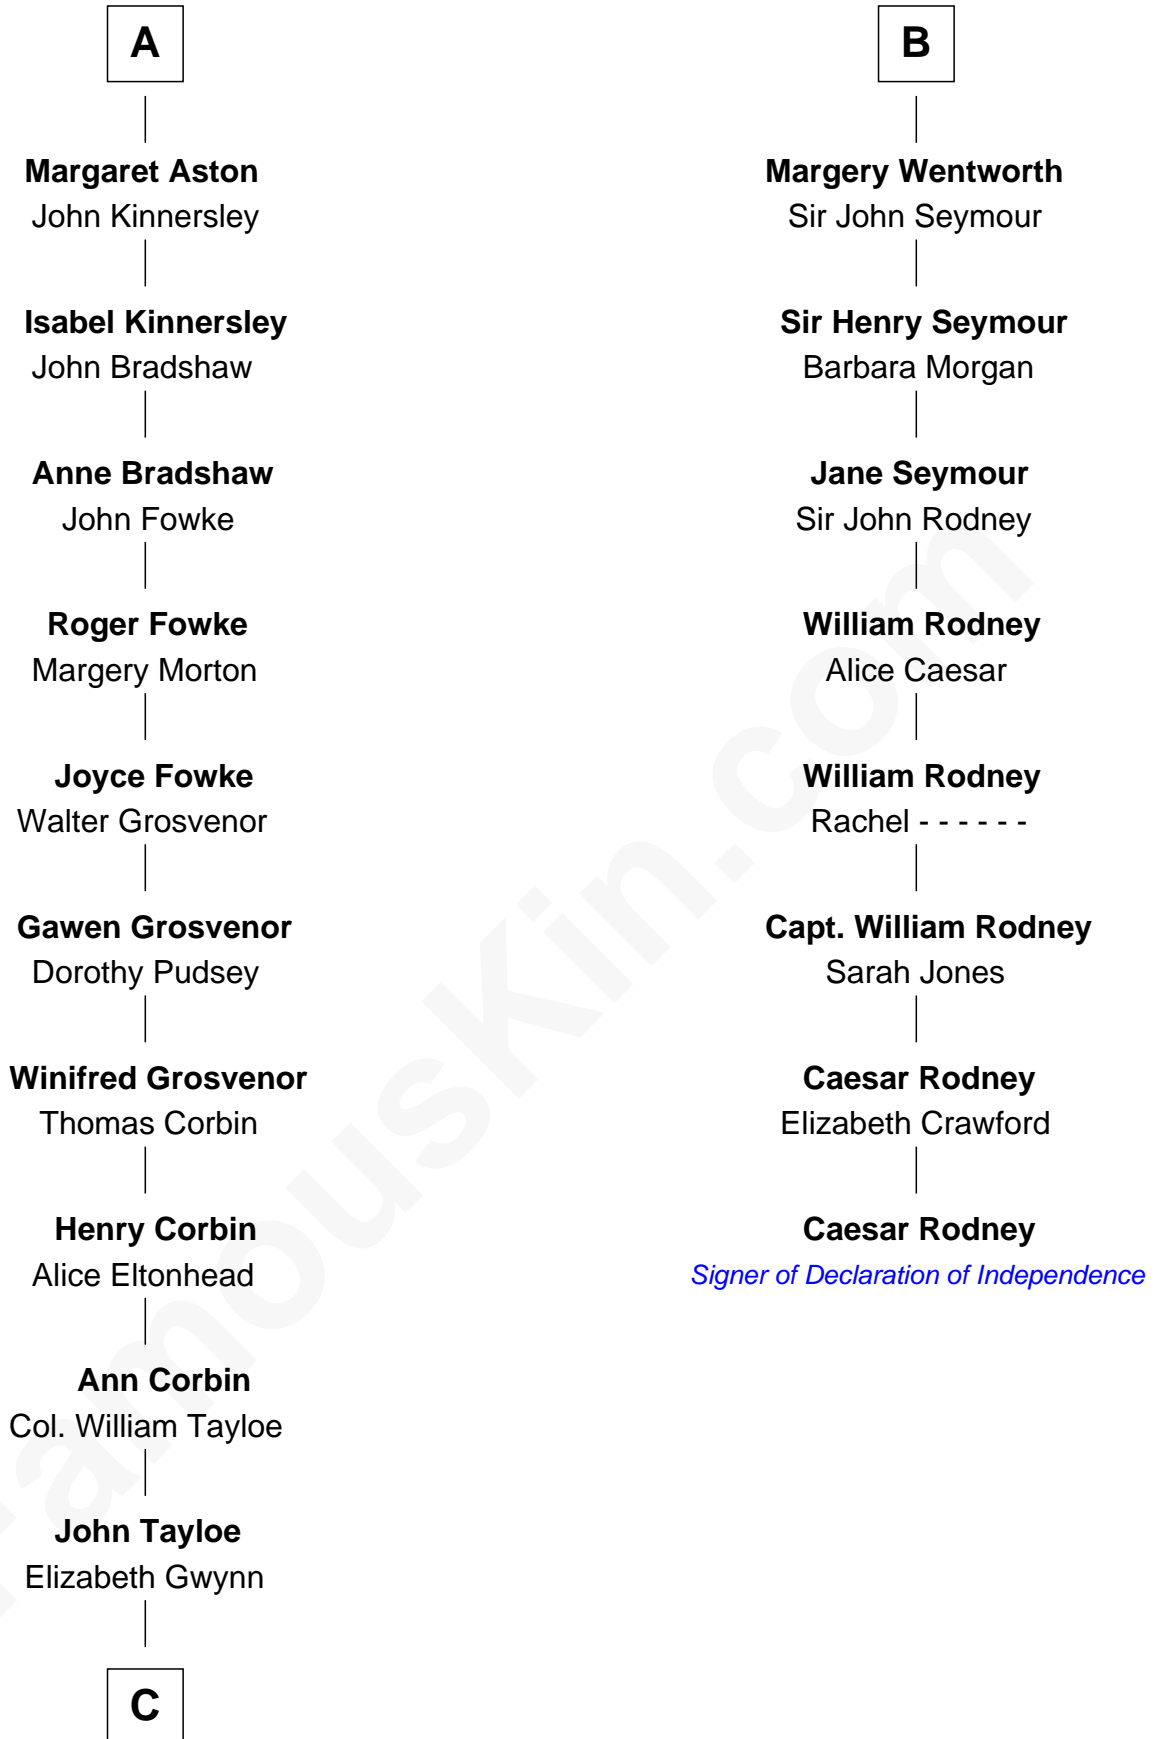 A
Margaret Aston
John Kinnersley
Isabel Kinnersley
John Bradshaw
Anne Bradshaw
John Fowke
Roger Fowke
Margery Morton
Joyce Fowke
Walter Grosvenor
Gawen Grosvenor
Dorothy Pudsey
Winifred Grosvenor
Thomas Corbin
Henry Corbin
Alice Eltonhead
Ann Corbin
Col. William Tayloe
John Tayloe
Elizabeth Gwynn
C
B
Margery Wentworth
Sir John Seymour
Sir Henry Seymour
Barbara Morgan
Jane Seymour
Sir John Rodney
William Rodney
Alice Caesar
William Rodney
Rachel - - - - - -
Capt. William Rodney
Sarah Jones
Caesar Rodney
Elizabeth Crawford
Caesar Rodney
Signer of Declaration of Independence
FamousKin.com